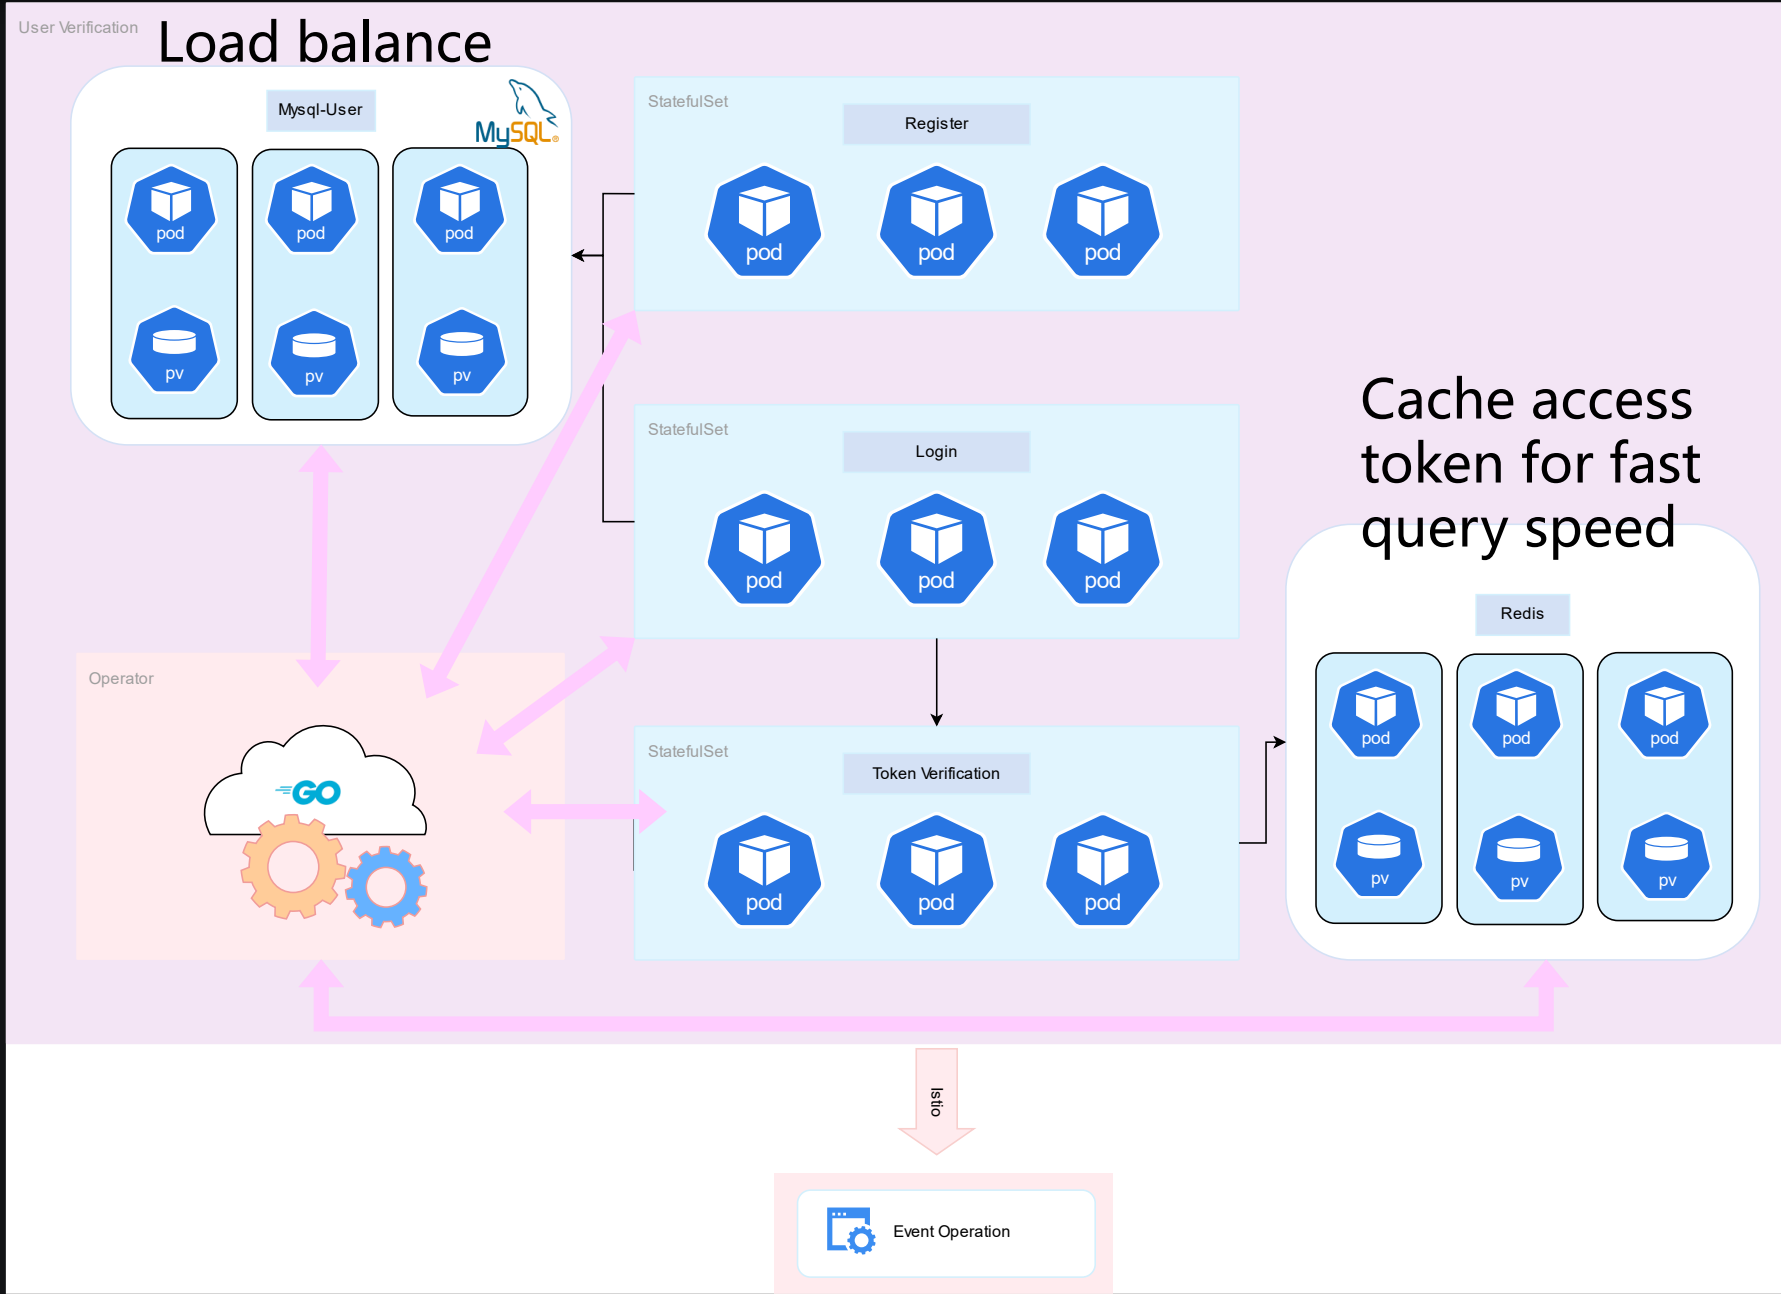 User Verification
Load balance
Mysql-User
MySQL®
pod
pod
pod
pv
pv
pv
StatefulSet
Register
pod
pod
pod
StatefulSet
Login
pod
pod
pod
Cache access
token for fast
query speed
Redis
pod
pod
pod
pv
pv
pv
Operator
GO
StatefulSet
Token Verification
pod
pod
pod
Istio
Event Operation